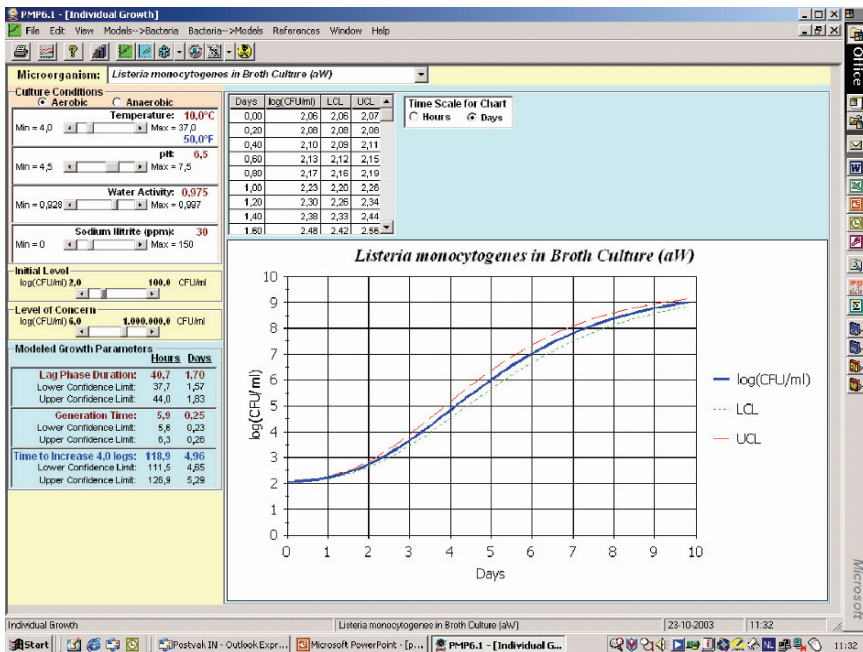 PMP6.1 - [Individual Growth]
File Edit View Models-->Bacteria Bacteria-->Models References Window Help
Microorganism: Listeria monocytogenes in Broth Culture (aW)
Culture Conditions
Aerobic Anaerobic
Temperature: 10,0°C
Min = 4,0 Max = 37,0
50,0°F
pH: 6,5
Min = 4,5 Max = 7,5
Water Activity: 0,975
Min = 0,928 Max = 0,997
Sodium Nitrite (ppm): 30
Min = 0 Max = 150
Initial Level
log(CFU/ml) 2,0 100,0 CFU/ml
Level of Concern
log(CFU/ml) 6,0 1.000.000,0 CFU/ml
Modeled Growth Parameters
Hours Days
Lag Phase Duration: 40,7 1,70
Lower Confidence Limit: 37,7 1,57
Upper Confidence Limit: 44,0 1,83
Generation Time: 5,9 0,25
Lower Confidence Limit: 5,6 0,23
Upper Confidence Limit: 6,3 0,26
Time to Increase 4,0 logs: 118,9 4,96
Lower Confidence Limit: 111,5 4,65
Upper Confidence Limit: 126,9 5,29
Days log(CFU/ml) LCL UCL
0,00 2,06 2,06 2,07
0,20 2,08 2,08 2,08
0,40 2,10 2,09 2,11
0,60 2,13 2,12 2,15
0,80 2,17 2,16 2,19
1,00 2,23 2,20 2,26
1,20 2,30 2,26 2,34
1,40 2,38 2,33 2,44
1,60 2,48 2,42 2,56
Time Scale for Chart
Hours Days
Listeria monocytogenes in Broth Culture (aW)
log(CFU/ml)
10
9
8
7
6
5
4
3
2
1
0
0 1 2 3 4 5 6 7 8 9 10
Days
log(CFU/ml)
LCL
UCL
Office
Microsoft
Individual Growth Listeria monocytogenes in Broth Culture (aW) 23-10-2003 11:32
Start Postvak IN - Outlook Expr... Microsoft PowerPoint - [p... PMP6.1 - [Individual G... NL 11:32